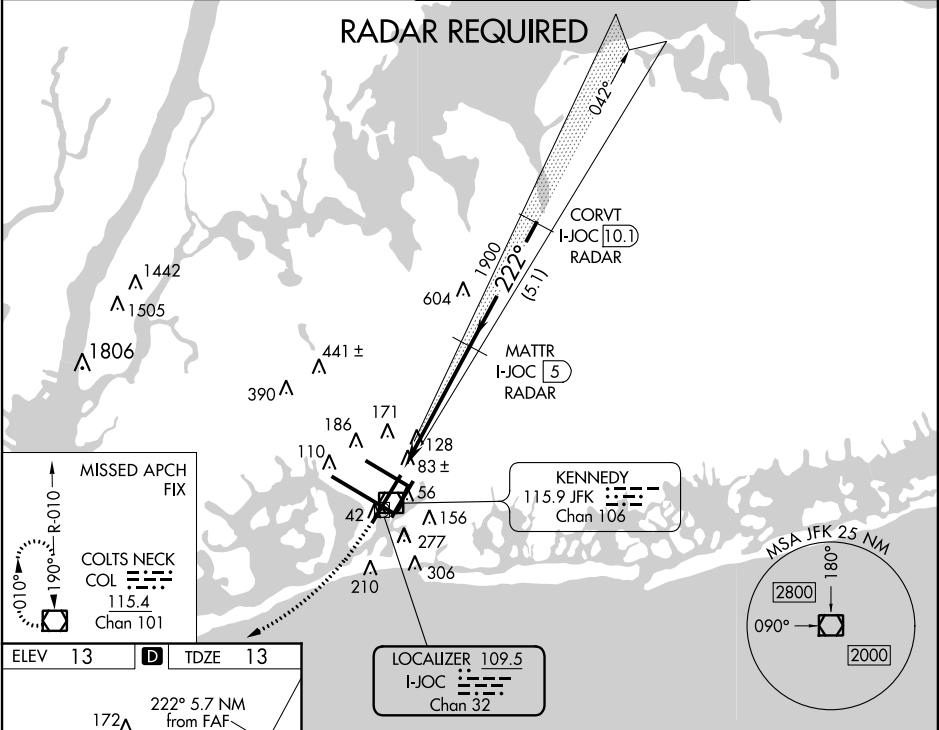 RADAR REQUIRED
042°
CORVT
I-JOC 10.1
RADAR
1900
222°
(5.1)
1442
1505
604
1806
441 ±
390
MATTR
I-JOC 5
RADAR
171
186
128
110
83 ±
56
42
156
277
306
210
MISSED APCH
FIX
R-010
190°
010°
COLTS NECK
COL
115.4
Chan 101
KENNEDY
115.9 JFK
Chan 106
MSA JFK 25 NM
180°
2800
090°
2000
LOCALIZER 109.5
I-JOC
Chan 32
ELEV 13 D TDZE 13
222° 5.7 NM
from FAF
172